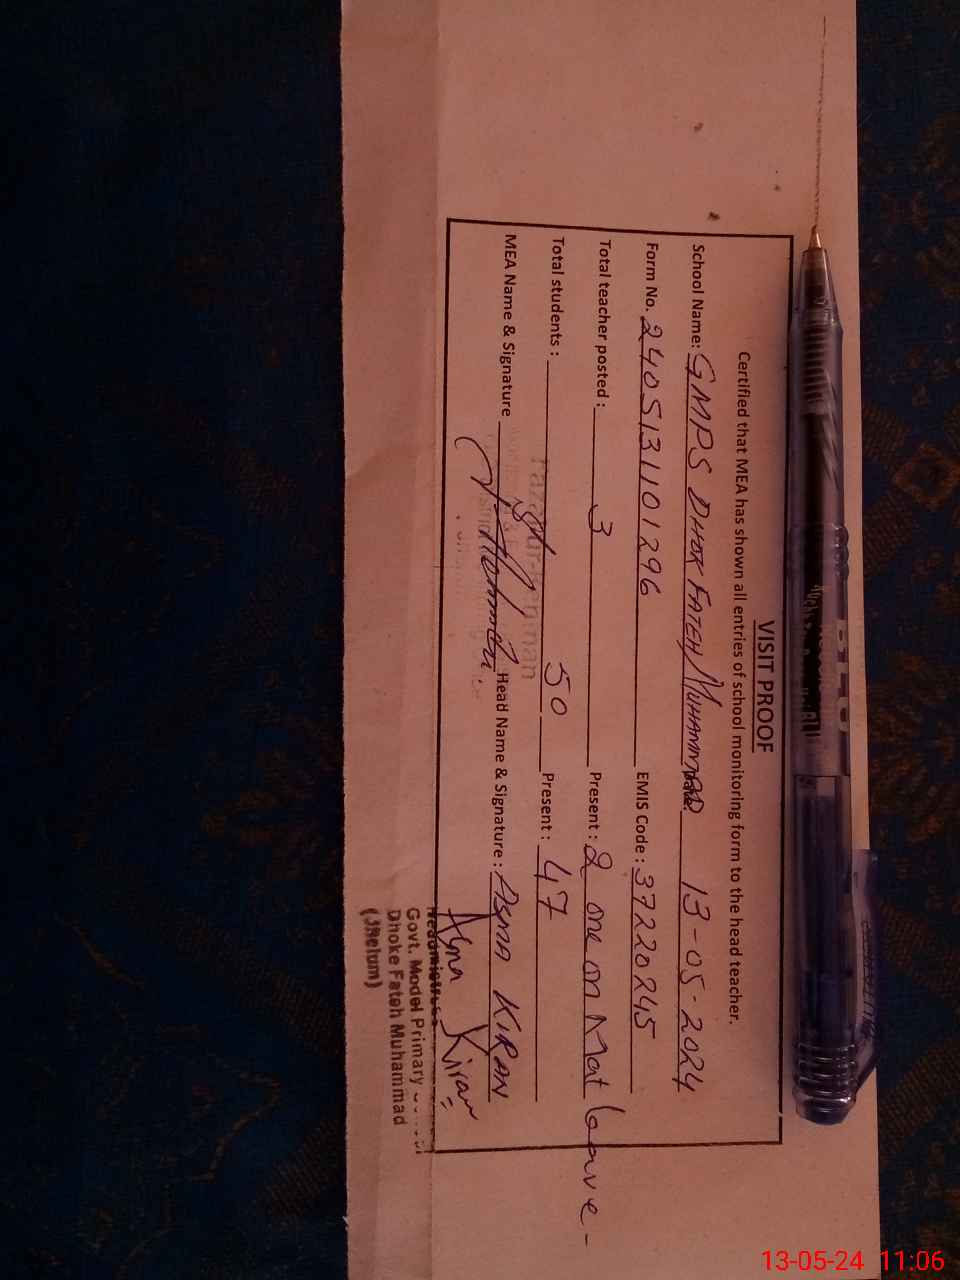 VISIT PROOF
Certified that MEA has shown all entries of school monitoring form to the head teacher.
School Name: GMPS DHOK FATEH MUHAMMAD Date: 13-05-2024
Form No. 2405131101296 EMIS Code: 37220245
Total teacher posted: 3 Present: 2 one on Mat leave-
Total students: 50 Present: 47
MEA Name & Signature Head Name & Signature: ASMA KIRAN
Asma Kiran
Headmistress
Govt. Model Primary
Dhoke Fateh Muhammad
(Jhelum)
13-05-24 11:06